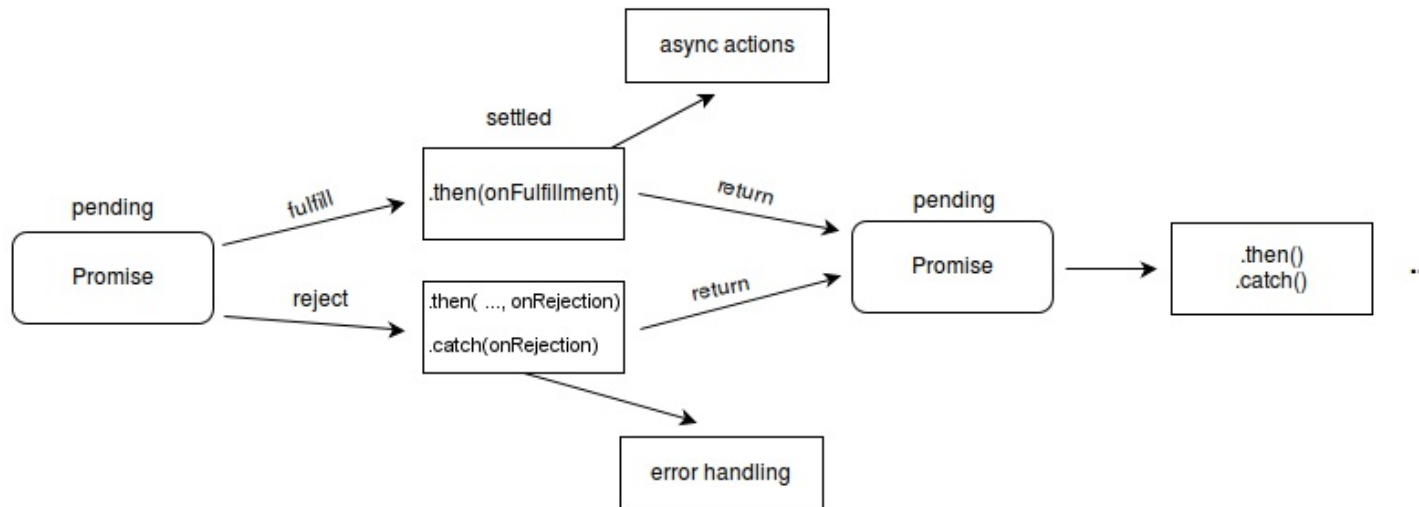 async actions
settled
.then(onFulfillment)
pending
fulfill
return
pending
Promise
Promise
.then()
.catch()
..
reject
.then( ..., onRejection)
.catch(onRejection)
return
error handling